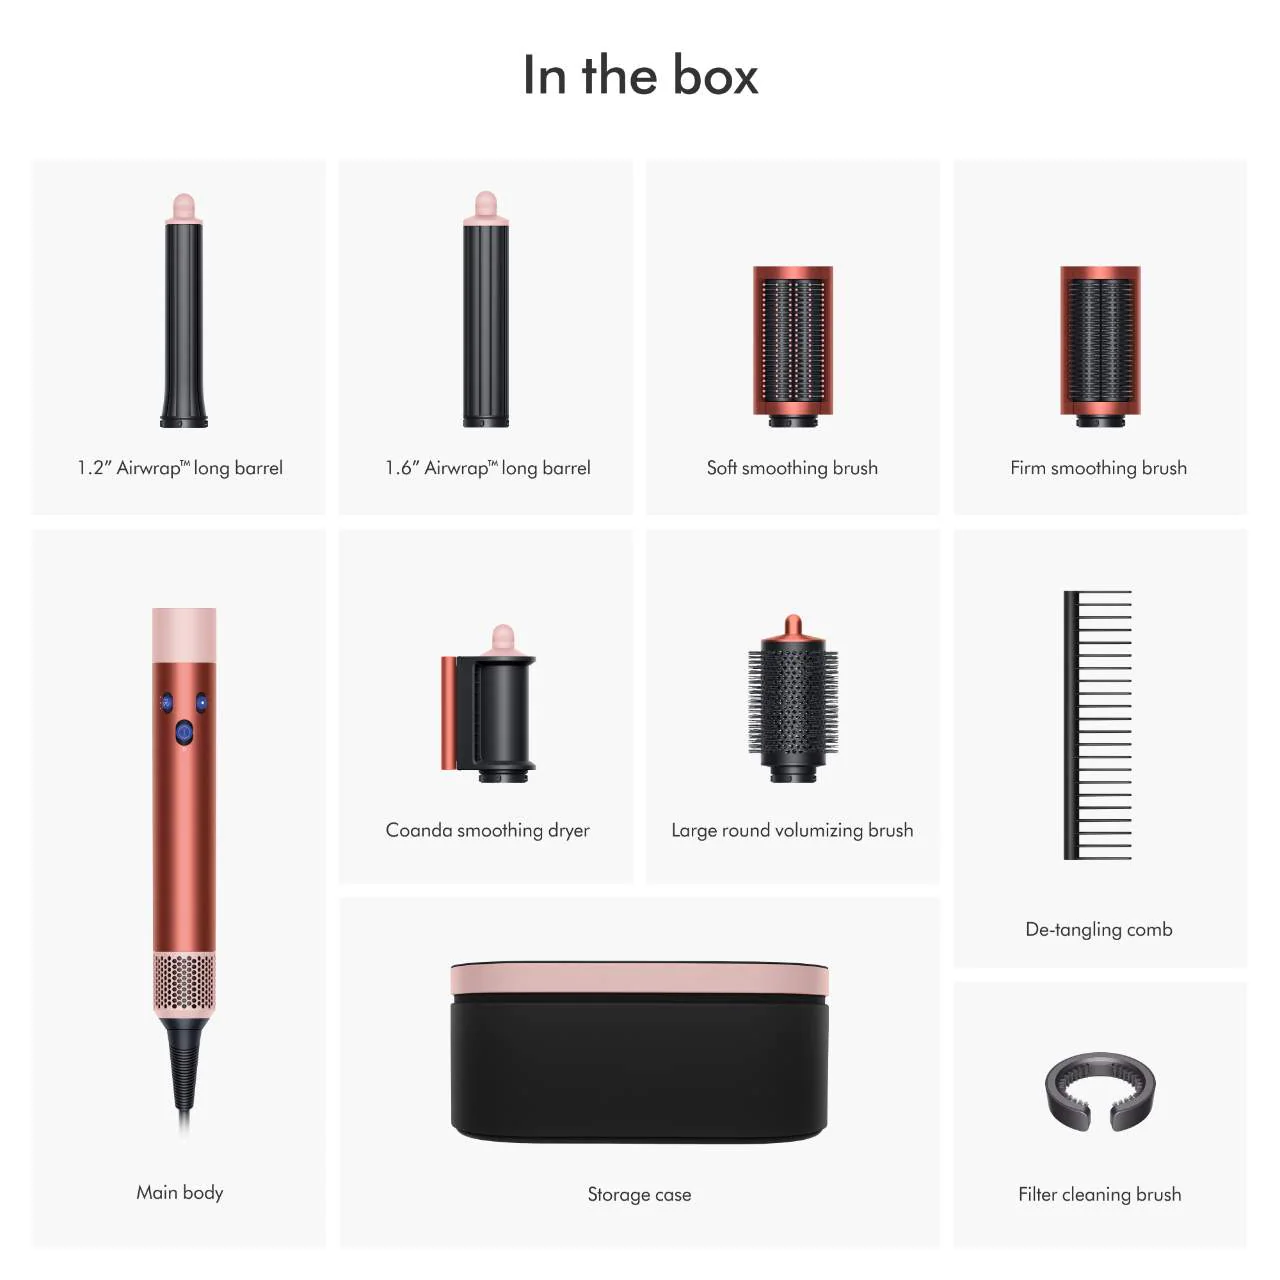 In the box
1.2” Airwrap™ long barrel
1.6” Airwrap™ long barrel
Soft smoothing brush
Firm smoothing brush
Coanda smoothing dryer
Large round volumizing brush
De-tangling comb
Main body
Storage case
Filter cleaning brush